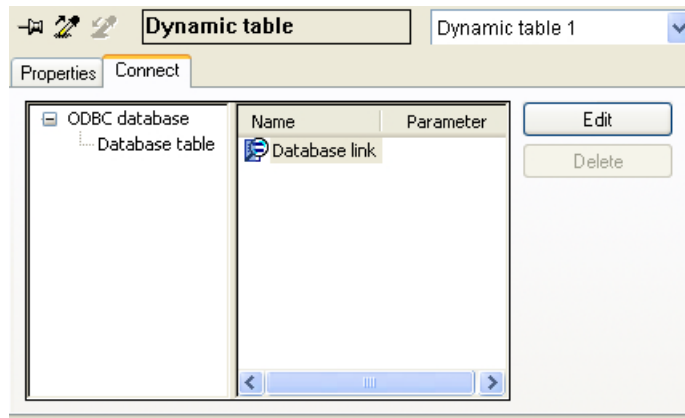 Dynamic table Dynamic table 1
Properties Connect
ODBC database Name Parameter Edit
Database table Database link Delete